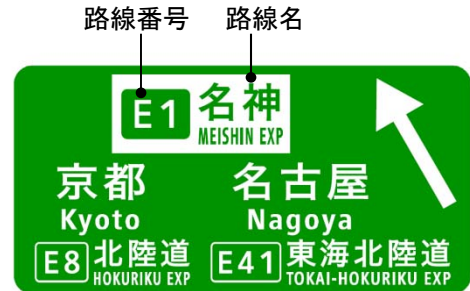 路線番号 路線名
E1 名神
MEISHIN EXP
京都 名古屋
Kyoto Nagoya
E8 北陸道 E41 東海北陸道
HOKURIKU EXP TOKAI-HOKURIKU EXP